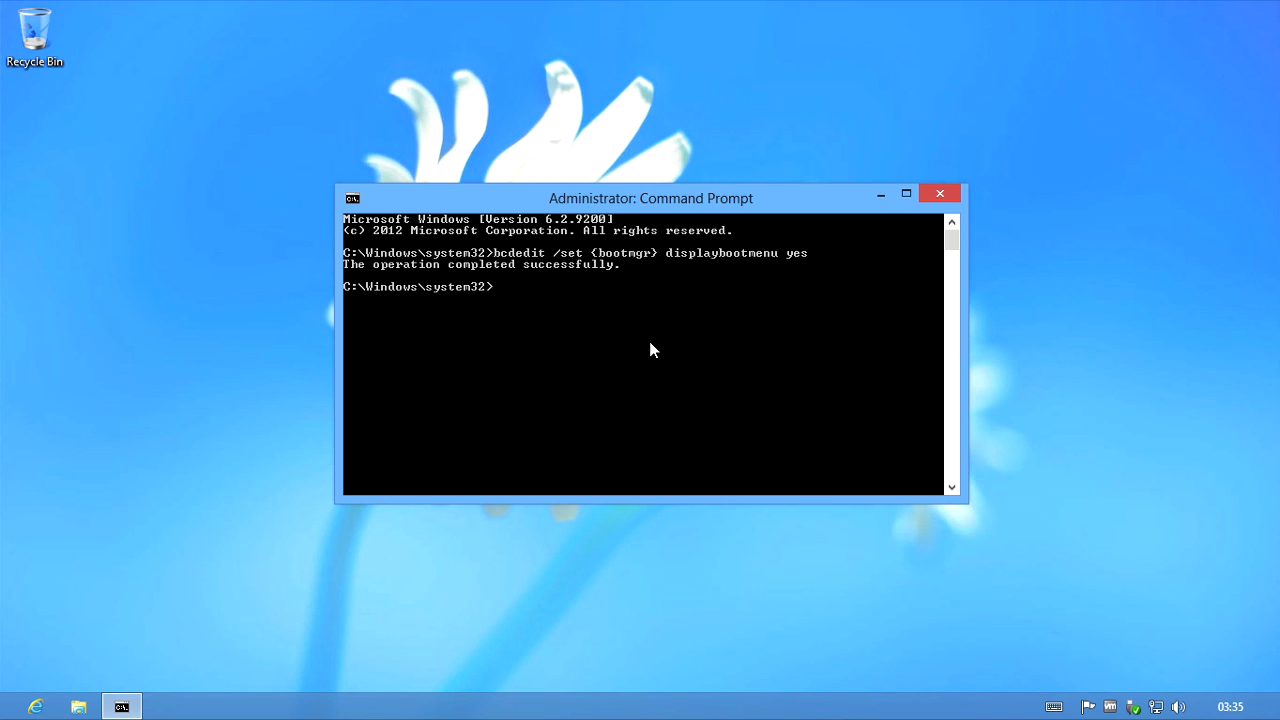 Recycle Bin
Administrator: Command Prompt
Microsoft Windows [Version 6.2.9200]
(c) 2012 Microsoft Corporation. All rights reserved.
C:\Windows\system32>bcdedit /set {bootmgr} displaybootmenu yes
The operation completed successfully.
C:\Windows\system32>
03:35